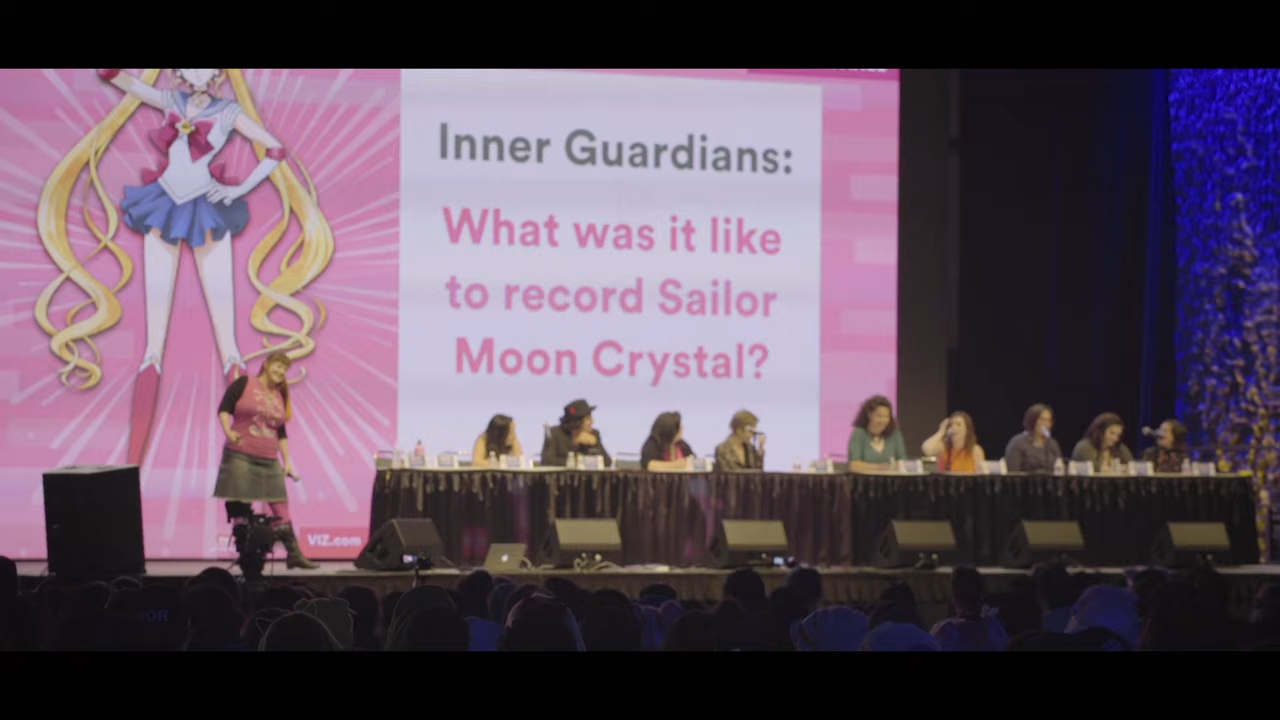 Inner Guardians:
What was it like
to record Sailor
Moon Crystal?
VIZ.com